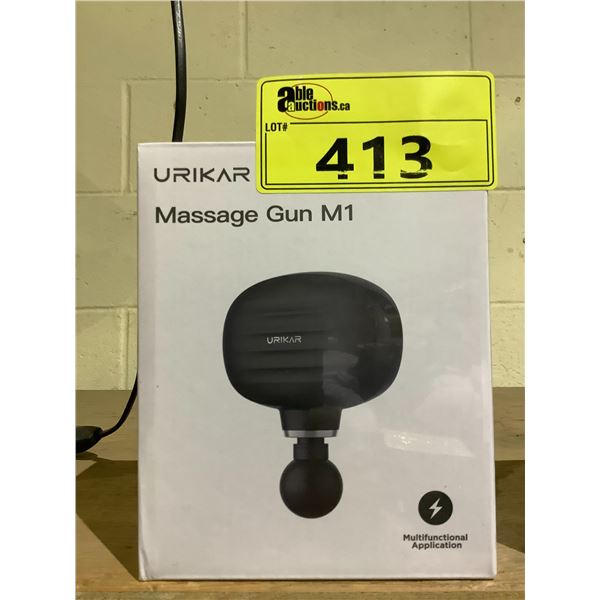 able
auctions.ca
LOT#
413
URIKAR
Massage Gun M1
URIKAR
Multifunctional
Application